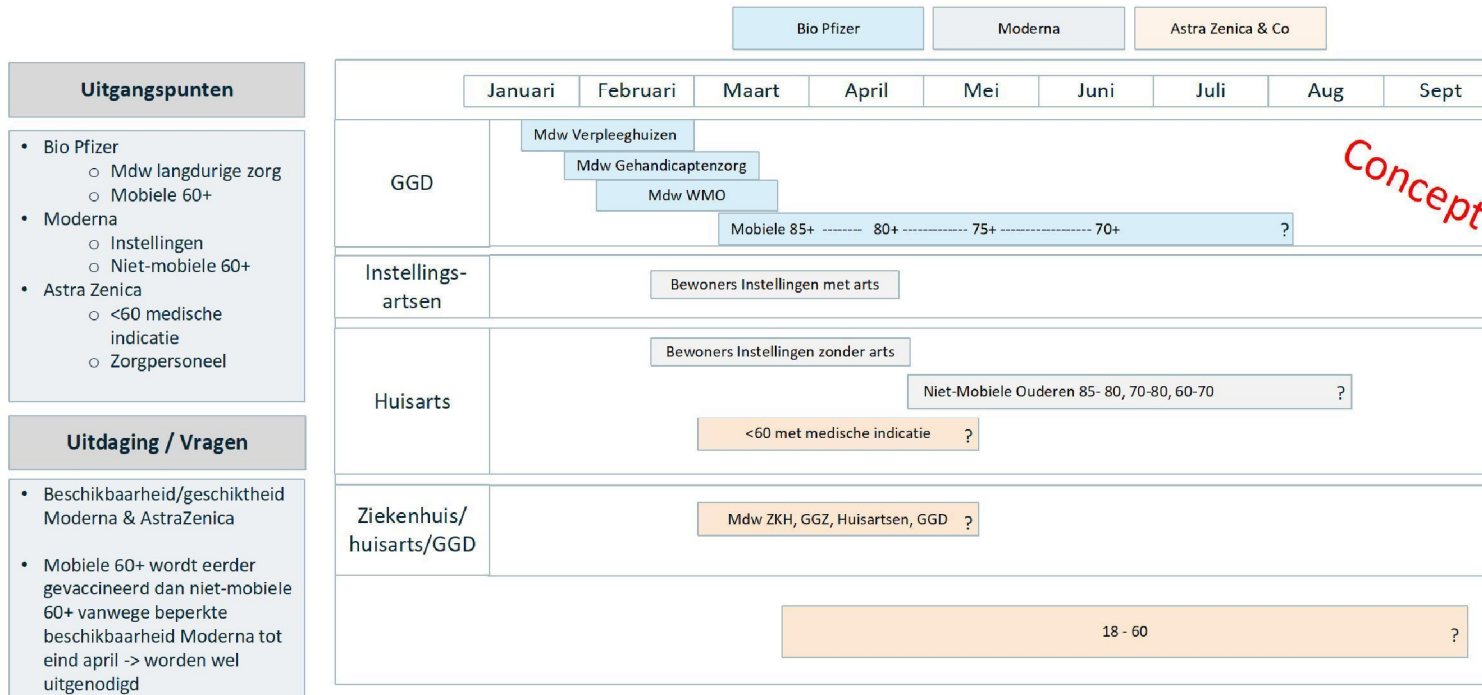 Bio Pfizer
Moderna
Astra Zenica & Co
Uitgangspunten
• Bio Pfizer
o Mdw langdurige zorg
o Mobiele 60+
• Moderna
o Instellingen
o Niet-mobiele 60+
• Astra Zenica
o <60 medische
indicatie
o Zorgpersoneel
Uitdaging / Vragen
• Beschikbaarheid/geschiktheid
Moderna & AstraZenica
• Mobiele 60+ wordt eerder
gevaccineerd dan niet-mobiele
60+ vanwege beperkte
beschikbaarheid Moderna tot
eind april -> worden wel
uitgenodigd
Januari Februari Maart April Mei Juni Juli Aug Sept
Concept
GGD
Mdw Verpleeghuizen
Mdw Gehandicaptenzorg
Mdw WMO
Mobiele 85+ -------- 80+ ------------- 75+ ------------------ 70+ ?
Instellings-
artsen
Bewoners Instellingen met arts
Huisarts
Bewoners Instellingen zonder arts
Niet-Mobiele Ouderen 85- 80, 70-80, 60-70 ?
<60 met medische indicatie ?
Ziekenhuis/
huisarts/GGD
Mdw ZKH, GGZ, Huisartsen, GGD ?
18 - 60 ?